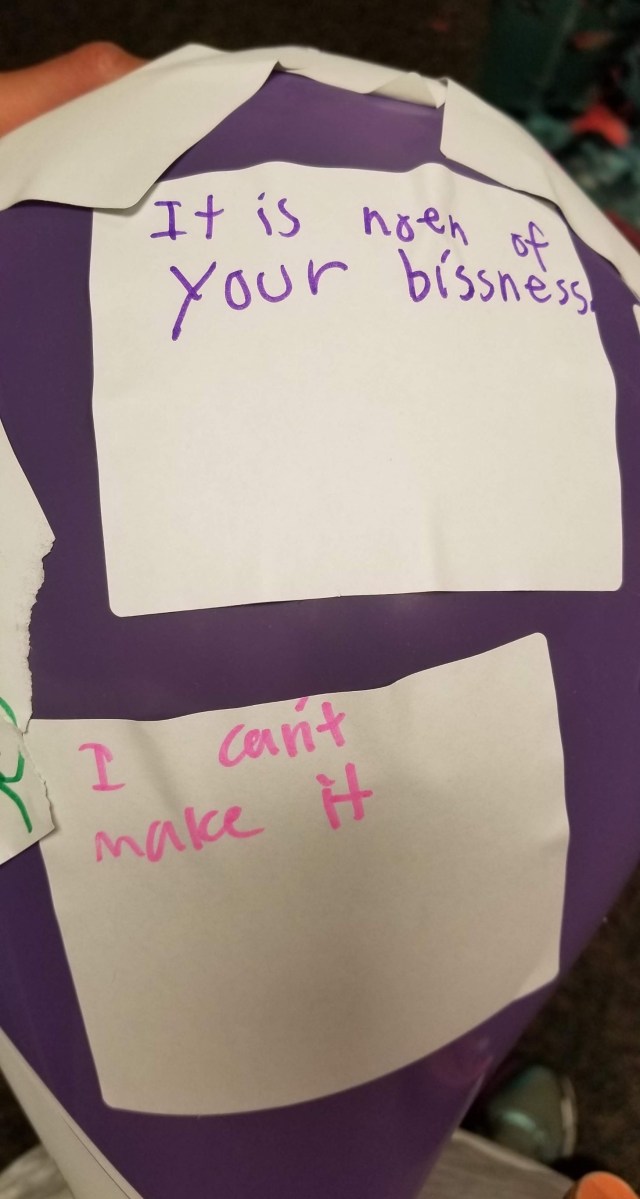 It is noen of
your bissness.
I can't
make it